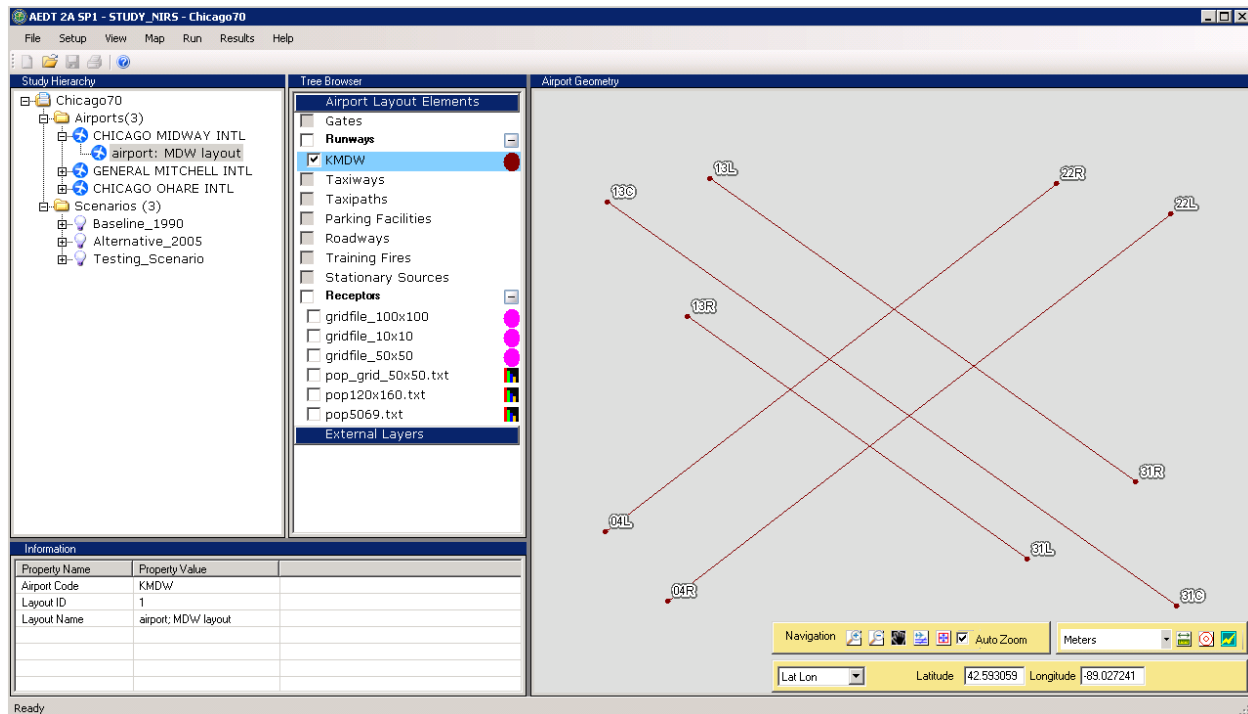 AEDT 2A SP1 - STUDY_NIRS - Chicago70
File Setup View Map Run Results Help
Study Hierarchy
Chicago70
Airports(3)
CHICAGO MIDWAY INTL
airport: MDW layout
GENERAL MITCHELL INTL
CHICAGO OHARE INTL
Scenarios (3)
Baseline_1990
Alternative_2005
Testing_Scenario
Tree Browser
Airport Layout Elements
Gates
Runways
KMDW
Taxiways
Taxipaths
Parking Facilities
Roadways
Training Fires
Stationary Sources
Receptors
gridfile_100x100
gridfile_10x10
gridfile_50x50
pop_grid_50x50.txt
pop120x160.txt
pop5069.txt
External Layers
Airport Geometry
13L
22R
13C
22L
13R
31R
04L
31L
04R
31C
Navigation Auto Zoom Meters
Lat Lon Latitude 42.593059 Longitude -89.027241
Information
Property Name Property Value
Airport Code KMDW
Layout ID 1
Layout Name airport; MDW layout
Ready